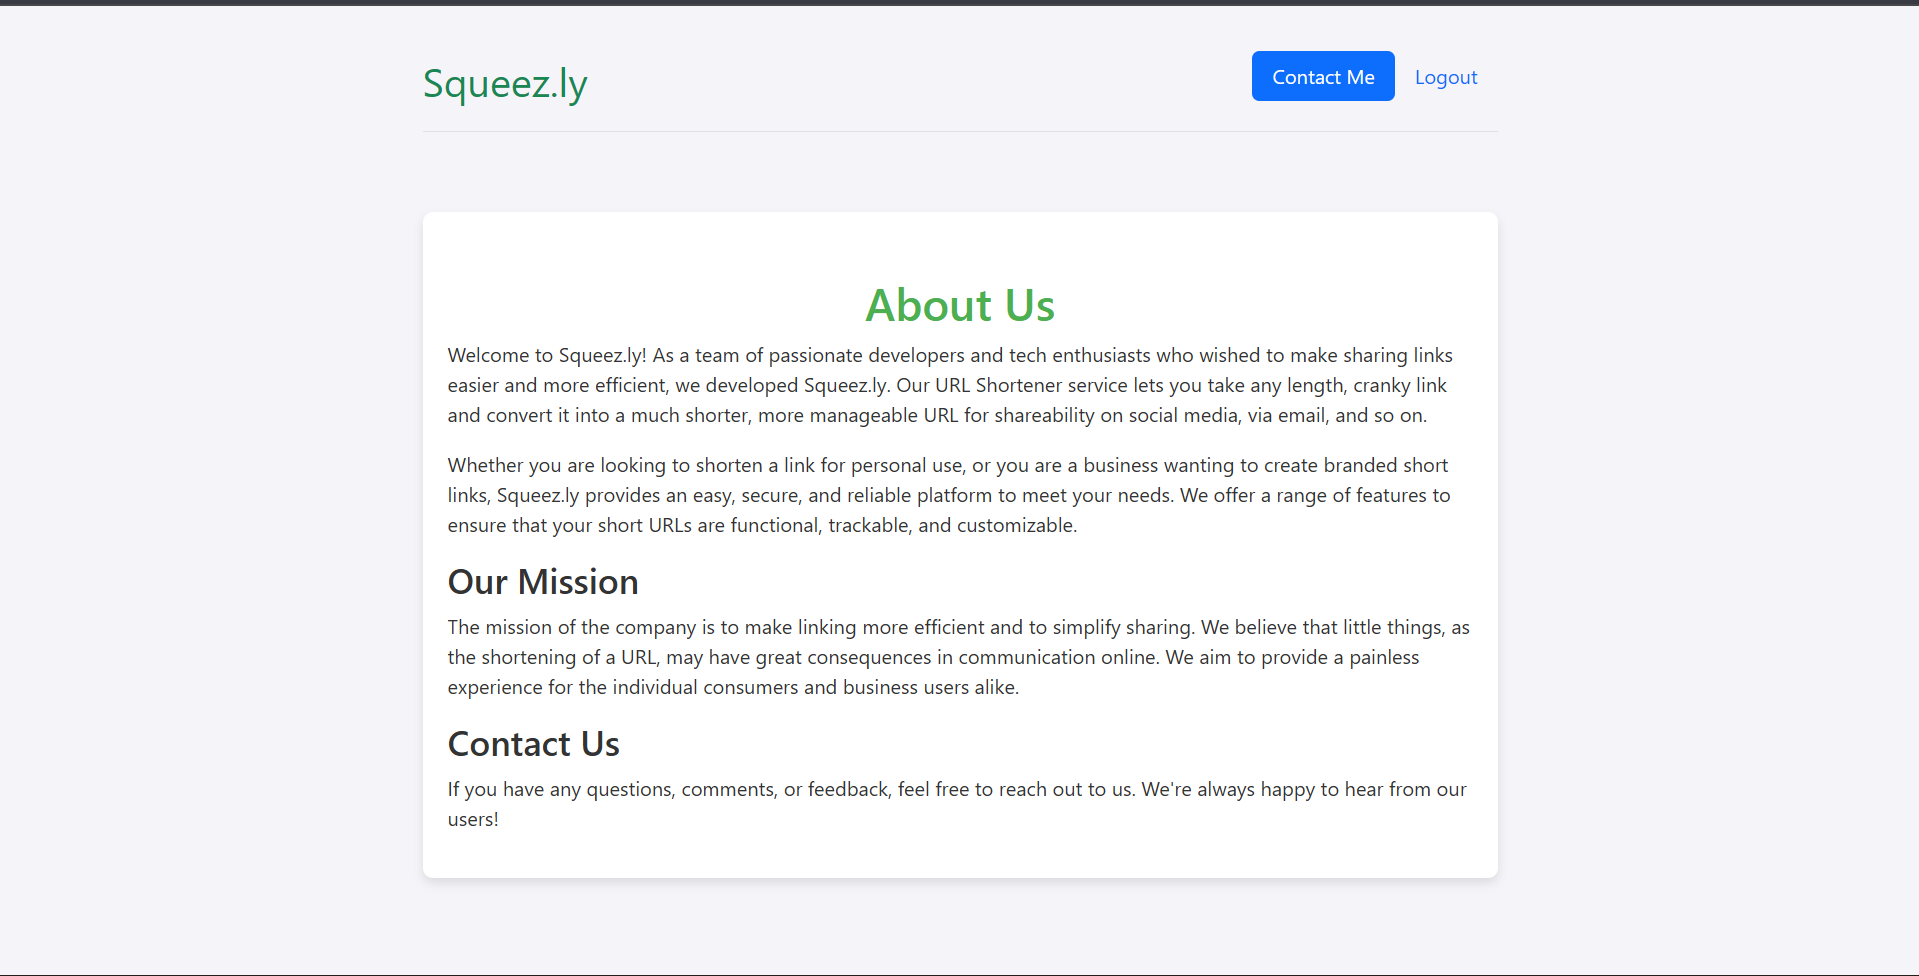 Squeez.ly
Contact Me
Logout
About Us
Welcome to Squeez.ly! As a team of passionate developers and tech enthusiasts who wished to make sharing links
easier and more efficient, we developed Squeez.ly. Our URL Shortener service lets you take any length, cranky link
and convert it into a much shorter, more manageable URL for shareability on social media, via email, and so on.
Whether you are looking to shorten a link for personal use, or you are a business wanting to create branded short
links, Squeez.ly provides an easy, secure, and reliable platform to meet your needs. We offer a range of features to
ensure that your short URLs are functional, trackable, and customizable.
Our Mission
The mission of the company is to make linking more efficient and to simplify sharing. We believe that little things, as
the shortening of a URL, may have great consequences in communication online. We aim to provide a painless
experience for the individual consumers and business users alike.
Contact Us
If you have any questions, comments, or feedback, feel free to reach out to us. We're always happy to hear from our
users!